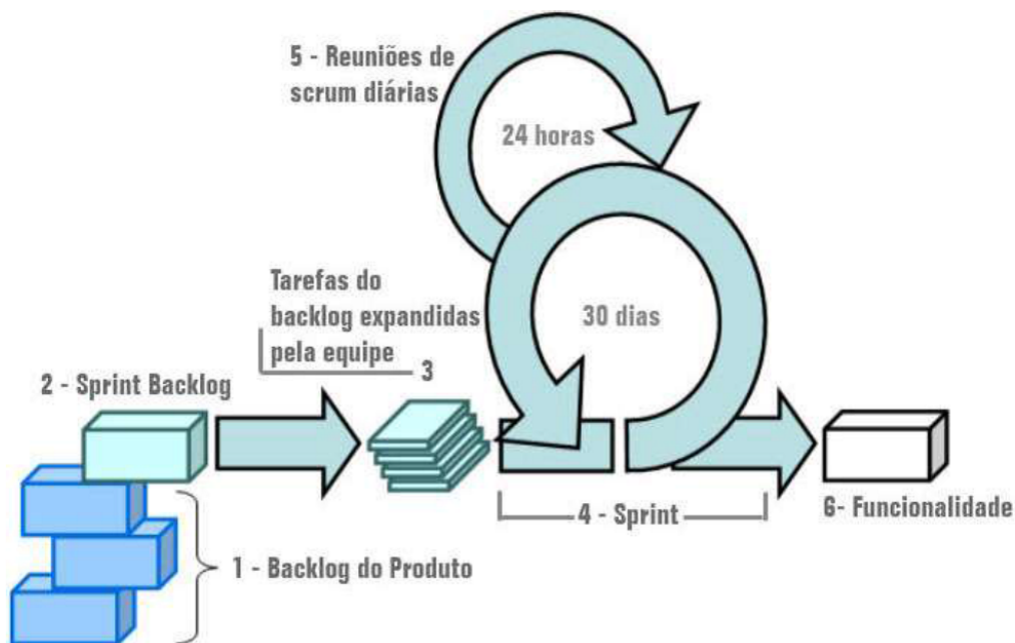 5 - Reuniões de
scrum diárias
24 horas
Tarefas do
backlog expandidas
pela equipe
3
30 dias
2 - Sprint Backlog
4 - Sprint
6- Funcionalidade
1 - Backlog do Produto